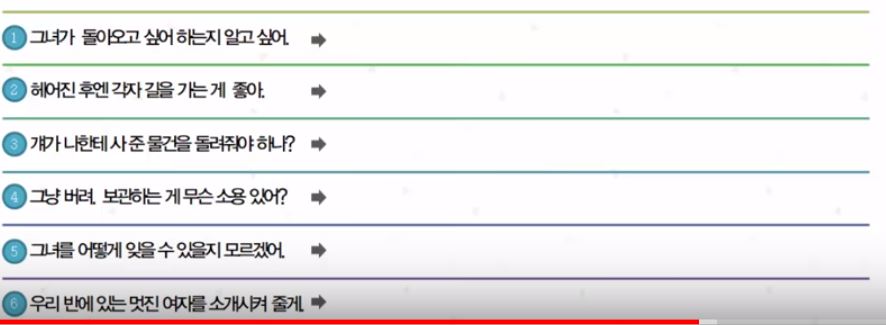 1 그녀가 돌아오고 싶어 하는지 알고 싶어.
2 헤어진 후엔 각자 길을 가는 게 좋아.
3 걔가 나한테 사 준 물건을 돌려줘야 하나?
4 그냥 버려. 보관하는 게 무슨 소용 있어?
5 그녀를 어떻게 잊을 수 있을지 모르겠어.
6 우리 반에 있는 멋진 여자를 소개시켜 줄게.